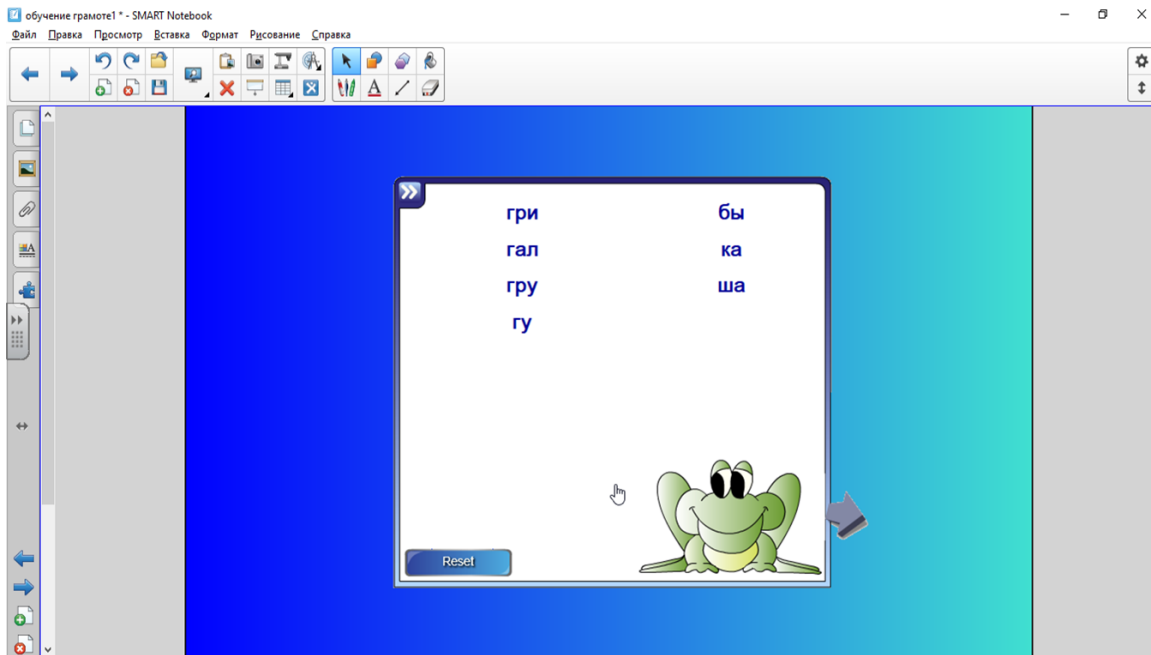 обучение грамоте1 * - SMART Notebook
Файл Правка Просмотр Вставка Формат Рисование Справка
гри бы
гал ка
гру ша
гу
Reset